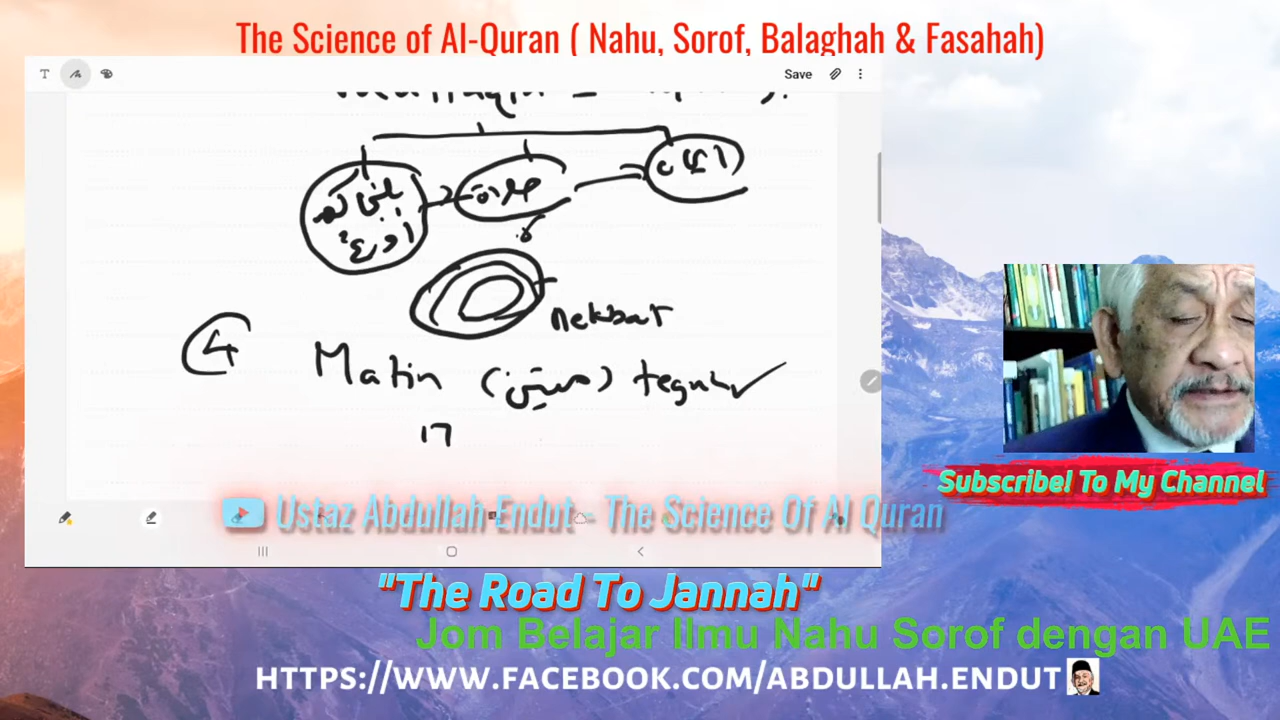 The Science of Al-Quran ( Nahu, Sorof, Balaghah & Fasahah)
T
Save
nekbat
4
Matin (متين) teguh
17
Ustaz Abdullah Endut - The Science Of Al Quran
Subscribe! To My Channel
"The Road To Jannah"
Jom Belajar Ilmu Nahu Sorof dengan UAE
HTTPS://WWW.FACEBOOK.COM/ABDULLAH.ENDUT